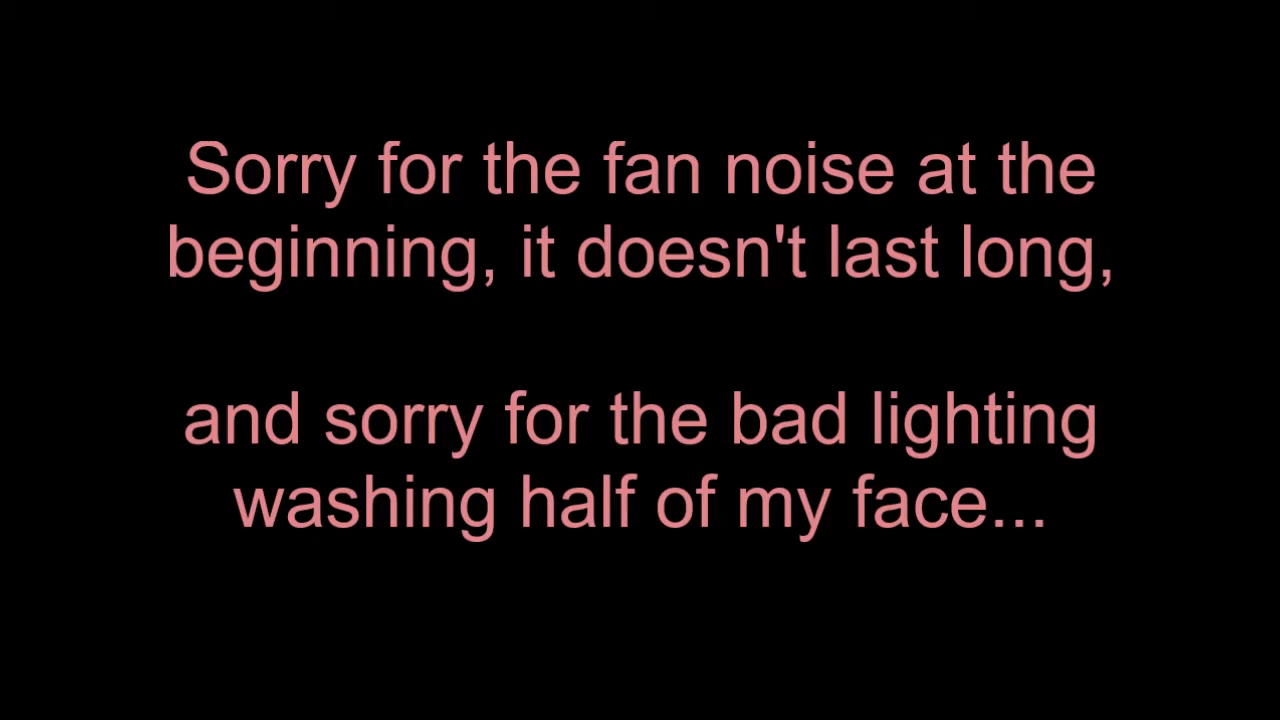 Sorry for the fan noise at the
beginning, it doesn't last long,
and sorry for the bad lighting
washing half of my face...